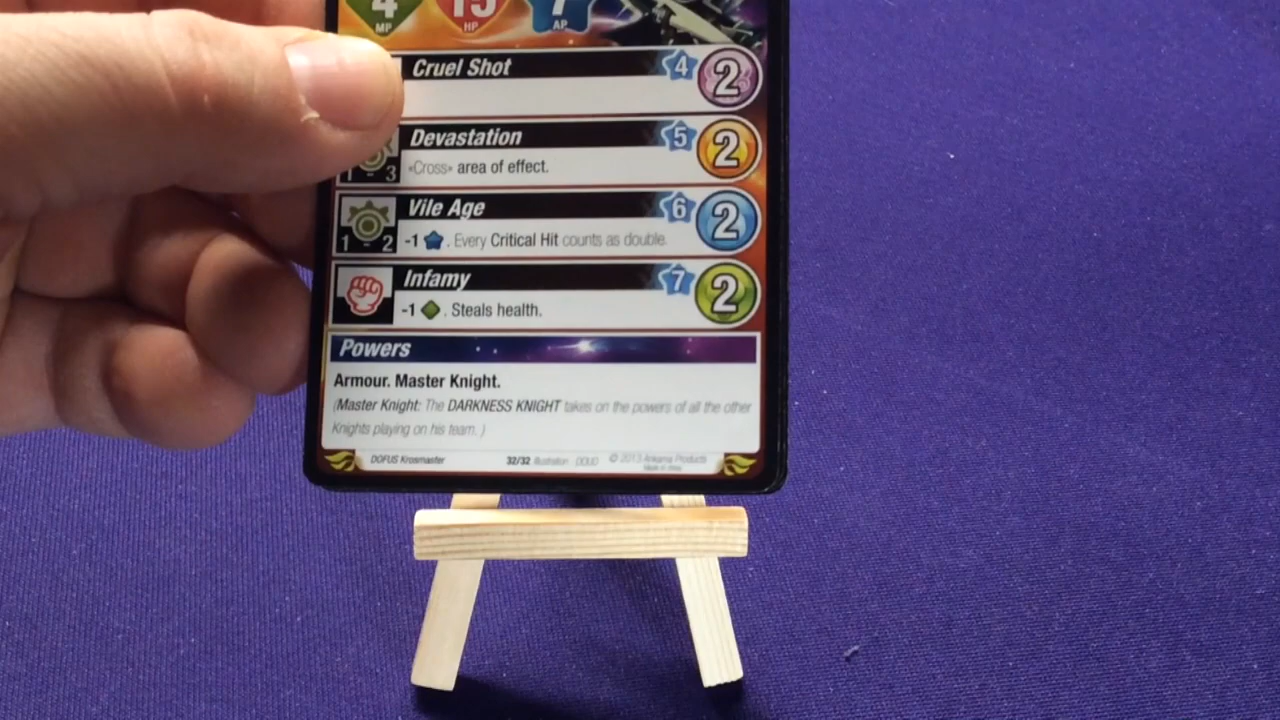 4 15 7
MP HP AP
Cruel Shot 4 2
Devastation 5 2
1 - 3 «Cross» area of effect.
Vile Age 6 2
1 - 2 -1 . Every Critical Hit counts as double.
Infamy 7 2
-1 . Steals health.
Powers
Armour. Master Knight.
(Master Knight: The DARKNESS KNIGHT takes on the powers of all the other
Knights playing on his team. )
DOFUS Krosmaster 32/32 Illustration : © 2013 Ankama Products